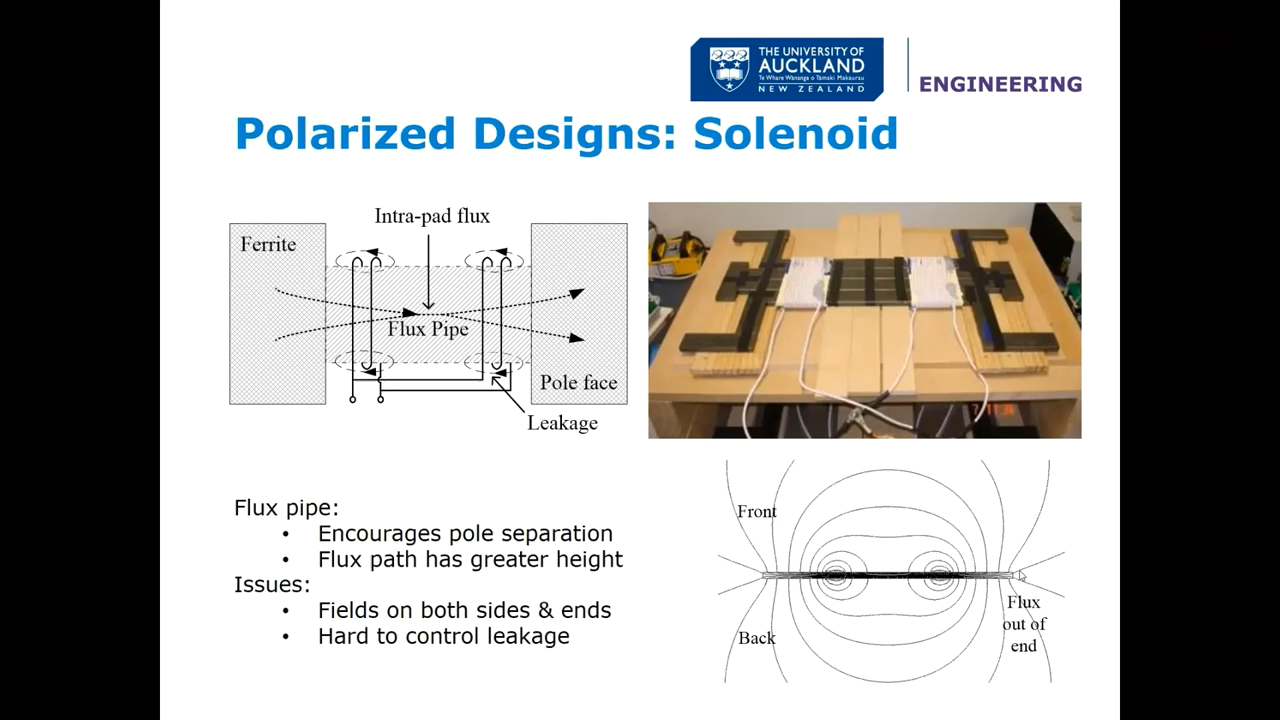 THE UNIVERSITY OF
AUCKLAND
Te Whare Wānanga o Tāmaki Makaurau
NEW ZEALAND
ENGINEERING
Polarized Designs: Solenoid
Intra-pad flux
Ferrite
Flux Pipe
Pole face
Leakage
Flux pipe:
• Encourages pole separation
• Flux path has greater height
Issues:
• Fields on both sides & ends
• Hard to control leakage
Front
Back
Flux
out of
end